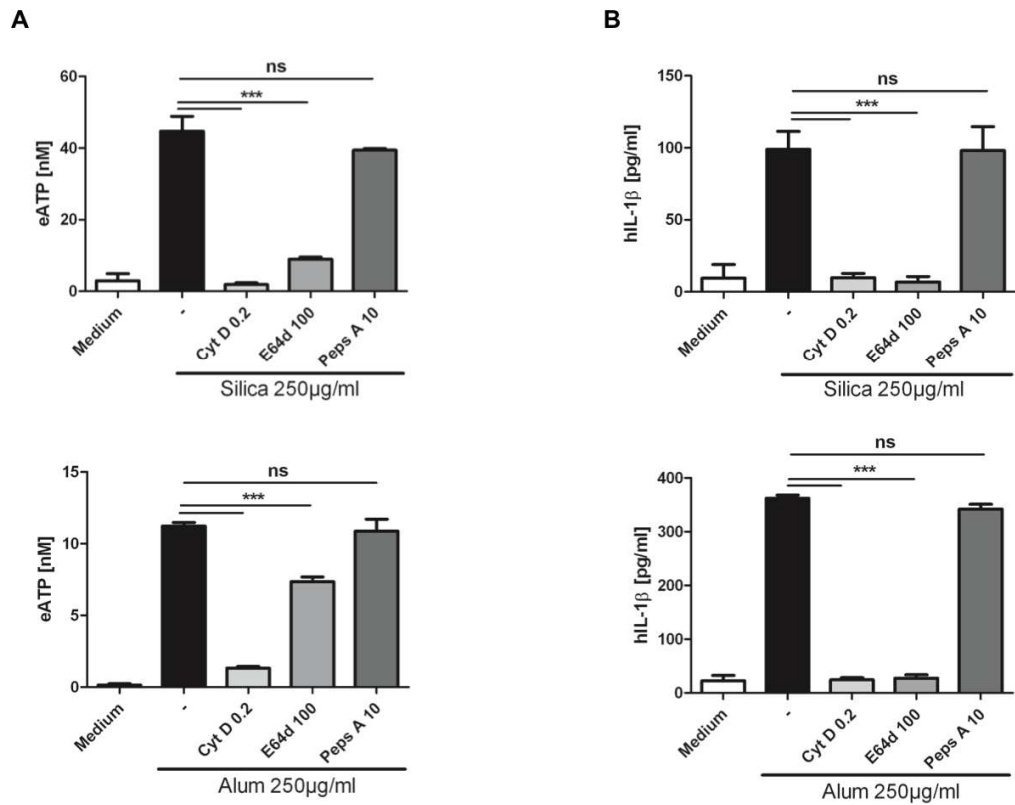 A
ns
***
60
40
20
0
eATP [nM]
Medium
-
Cyt D 0.2
E64d 100
Peps A 10
Silica 250µg/ml
B
ns
***
150
100
50
0
hIL-1β [pg/ml]
Medium
-
Cyt D 0.2
E64d 100
Peps A 10
Silica 250µg/ml
ns
***
15
10
5
0
eATP [nM]
Medium
-
Cyt D 0.2
E64d 100
Peps A 10
Alum 250µg/ml
ns
***
400
300
200
100
0
hIL-1β [pg/ml]
Medium
-
Cyt D 0.2
E64d 100
Peps A 10
Alum 250µg/ml